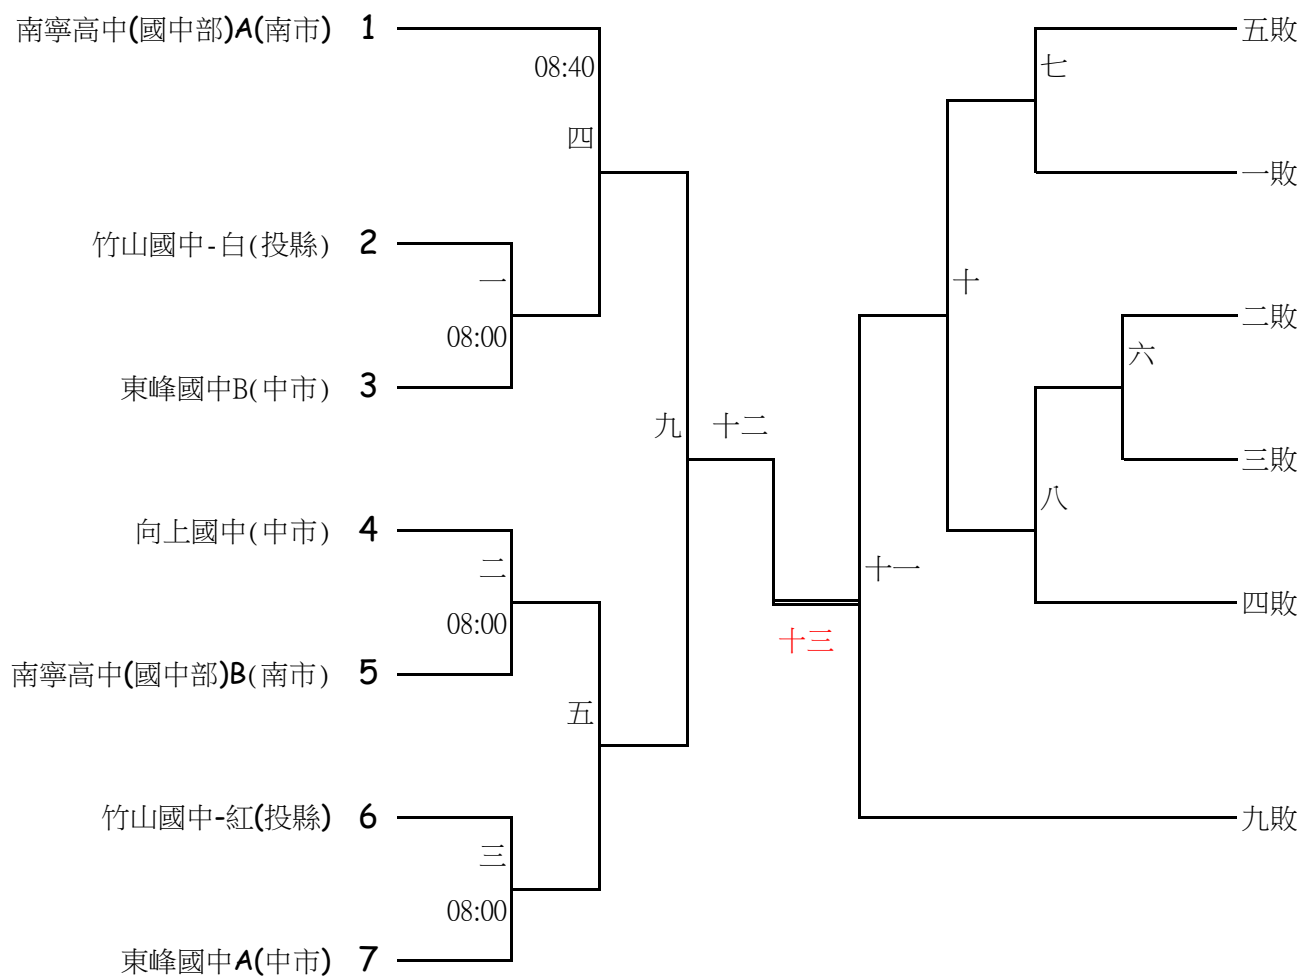 南寧高中(國中部)A(南市) 1
五敗
08:40
七
四
一敗
竹山國中-白(投縣) 2
一
十
08:00
二敗
六
東峰國中B(中市) 3
九 十二
三敗
八
向上國中(中市) 4
二
十一
08:00
四敗
十三
南寧高中(國中部)B(南市) 5
五
竹山國中-紅(投縣) 6
九敗
三
08:00
東峰國中A(中市) 7